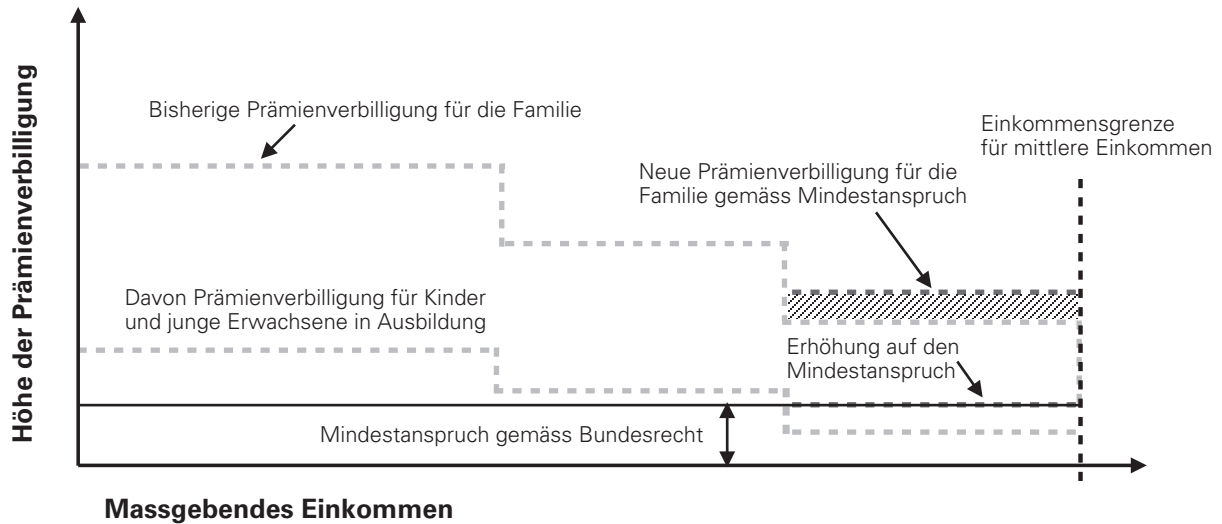 Höhe der Prämienverbilligung
Bisherige Prämienverbilligung für die Familie
Einkommensgrenze
für mittlere Einkommen
Neue Prämienverbilligung für die
Familie gemäss Mindestanspruch
Davon Prämienverbilligung für Kinder
und junge Erwachsene in Ausbildung
Erhöhung auf den
Mindestanspruch
Mindestanspruch gemäss Bundesrecht
Massgebendes Einkommen